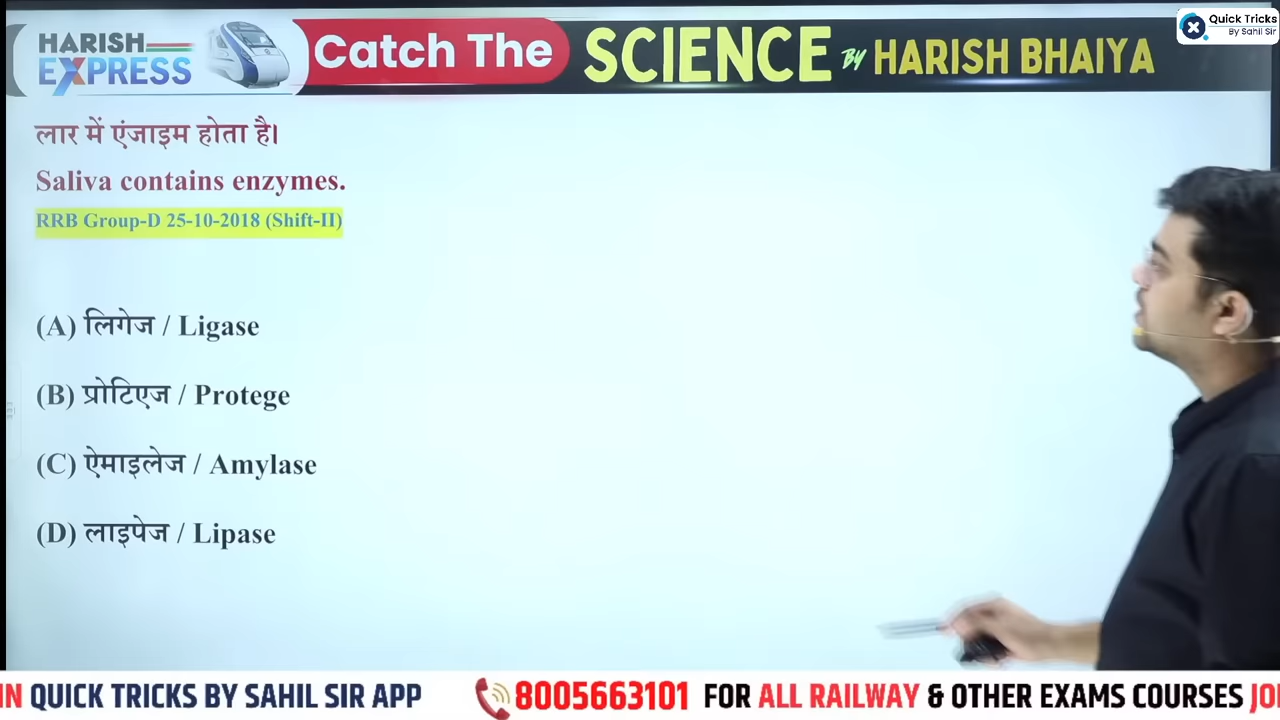 HARISH
EXPRESS
Catch The
SCIENCE BY HARISH BHAIYA
Quick Tricks
By Sahil Sir
लार में एंजाइम होता है।
Saliva contains enzymes.
RRB Group-D 25-10-2018 (Shift-II)
(A) लिगेज / Ligase
(B) प्रोटिएज / Protege
(C) ऐमाइलेज / Amylase
(D) लाइपेज / Lipase
IN QUICK TRICKS BY SAHIL SIR APP 8005663101 FOR ALL RAILWAY & OTHER EXAMS COURSES JOI